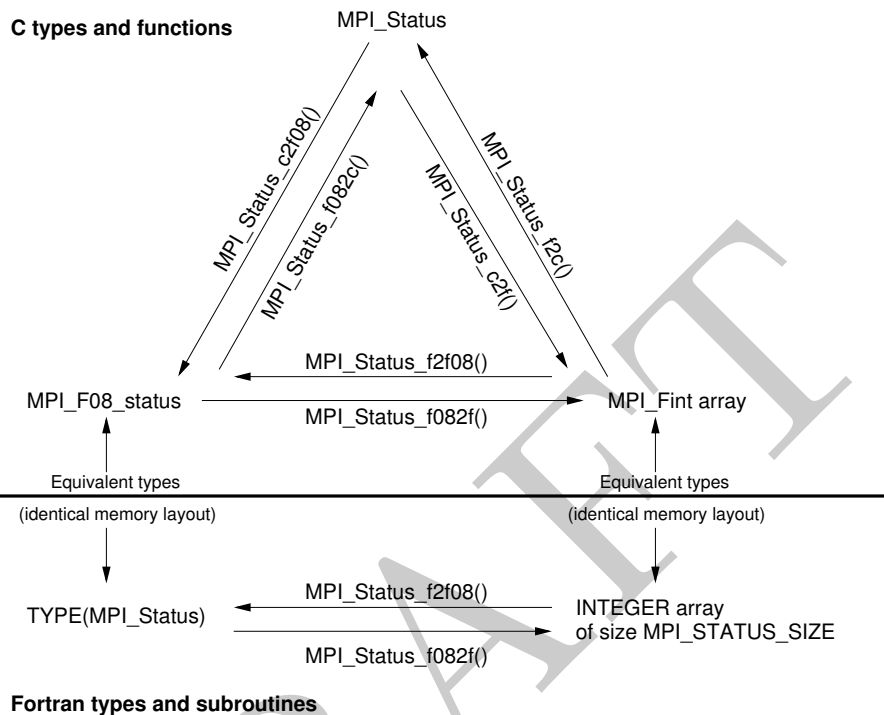 C types and functions
MPI_Status
MPI_Status_c2f08()
MPI_Status_f082c()
MPI_Status_c2f()
MPI_Status_f2c()
MPI_Status_f2f08()
MPI_F08_status
MPI_Fint array
MPI_Status_f082f()
Equivalent types
Equivalent types
(identical memory layout)
(identical memory layout)
MPI_Status_f2f08()
TYPE(MPI_Status)
INTEGER array
of size MPI_STATUS_SIZE
MPI_Status_f082f()
Fortran types and subroutines
DRAFT